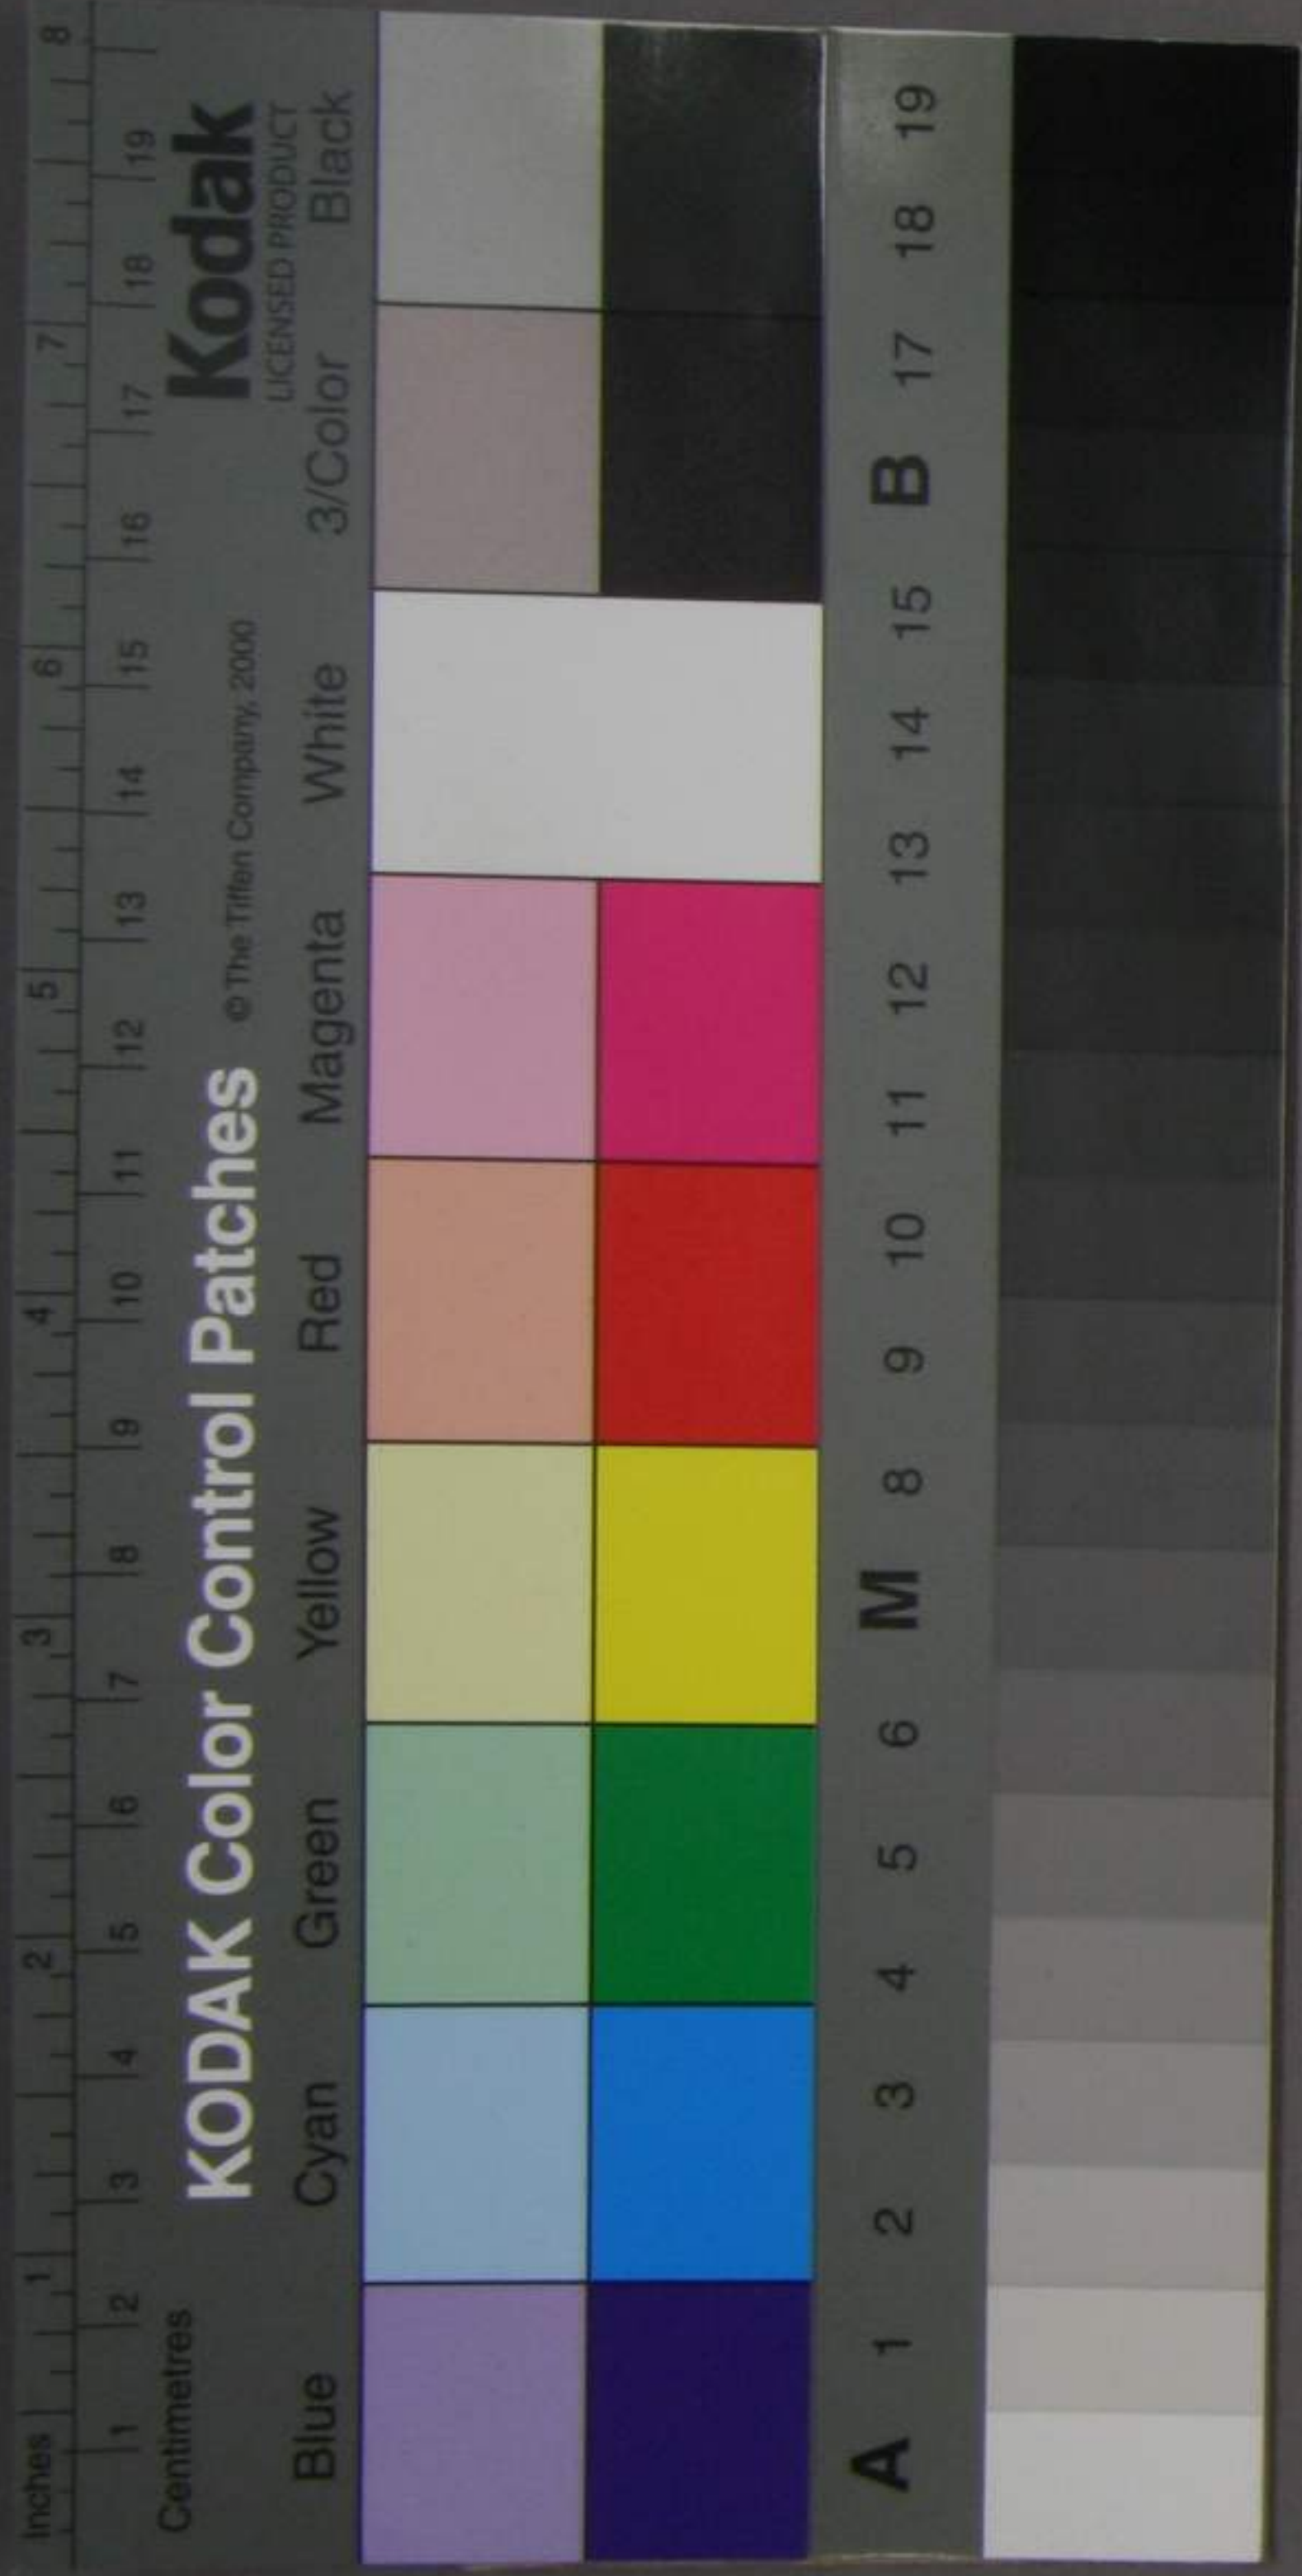 Inches 1 2 3 4 5 6 7 8
Centimetres 1 2 3 4 5 6 7 8 9 10 11 12 13 14 15 16 17 18 19
KODAK Color Control Patches © The Tiffen Company, 2000 Kodak
LICENSED PRODUCT
Blue Cyan Green Yellow Red Magenta White 3/Color Black
A 1 2 3 4 5 6 M 8 9 10 11 12 13 14 15 B 17 18 19